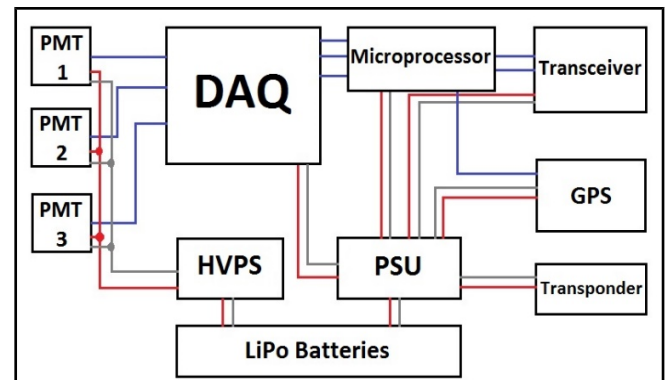 PMT
1
DAQ
Microprocessor
Transceiver
PMT
2
PMT
3
GPS
HVPS
PSU
Transponder
LiPo Batteries